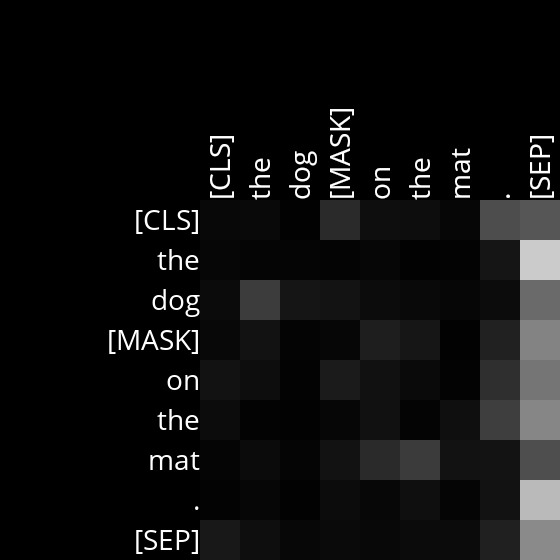 [CLS] the dog [MASK] on the mat . [SEP]
[CLS]
the
dog
[MASK]
on
the
mat
.
[SEP]